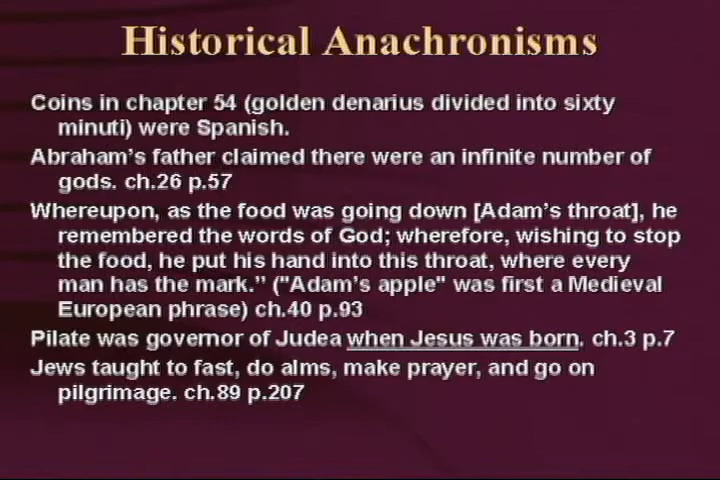 Historical Anachronisms
Coins in chapter 54 (golden denarius divided into sixty
minuti) were Spanish.
Abraham's father claimed there were an infinite number of
gods. ch.26 p.57
Whereupon, as the food was going down [Adam's throat], he
remembered the words of God; wherefore, wishing to stop
the food, he put his hand into this throat, where every
man has the mark.” ("Adam's apple" was first a Medieval
European phrase) ch.40 p.93
Pilate was governor of Judea when Jesus was born. ch.3 p.7
Jews taught to fast, do alms, make prayer, and go on
pilgrimage. ch.89 p.207